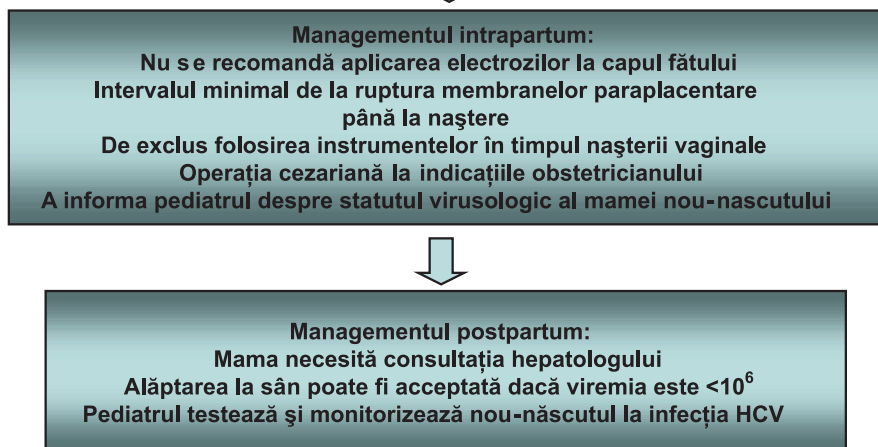 Managementul intrapartum:
Nu se recomandă aplicarea electrozilor la capul fătului
Intervalul minimal de la ruptura membranelor paraplacentare
până la naştere
De exclus folosirea instrumentelor în timpul naşterii vaginale
Operaţia cezariană la indicaţiile obstetricianului
A informa pediatrul despre statutul virusologic al mamei nou-nascutului
Managementul postpartum:
Mama necesită consultaţia hepatologului
Alăptarea la sân poate fi acceptată dacă viremia este <10⁶
Pediatrul testează şi monitorizează nou-născutul la infecţia HCV